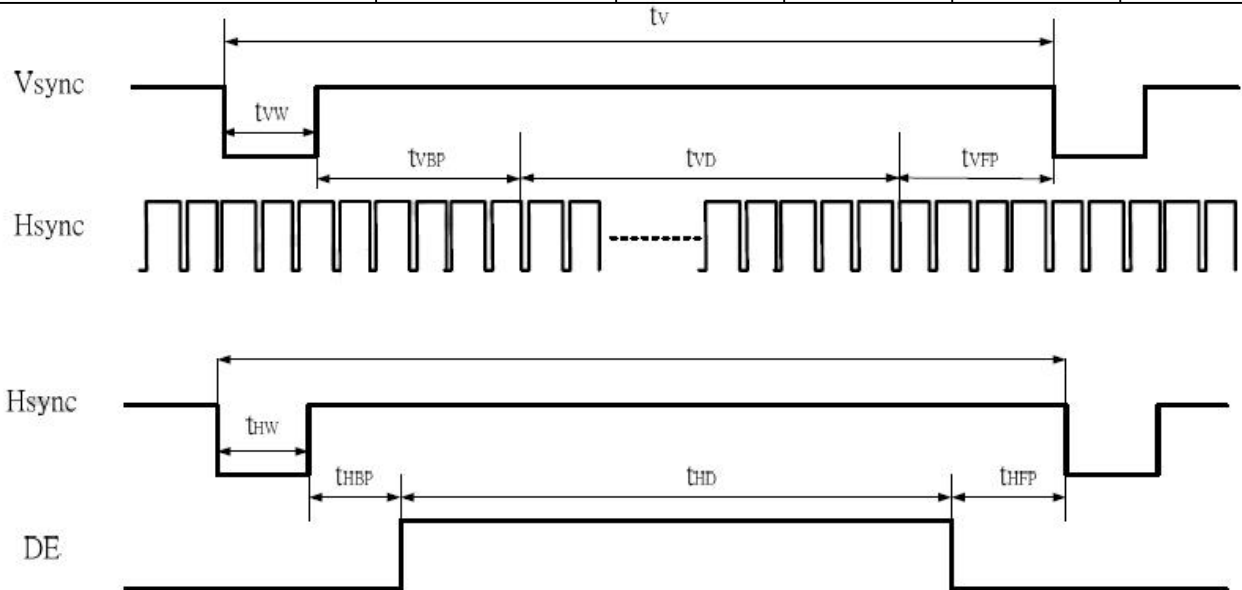 tv
Vsync
tvw
tVBP tVD tVFP
Hsync
Hsync
tHW
tHBP tHD tHFP
DE